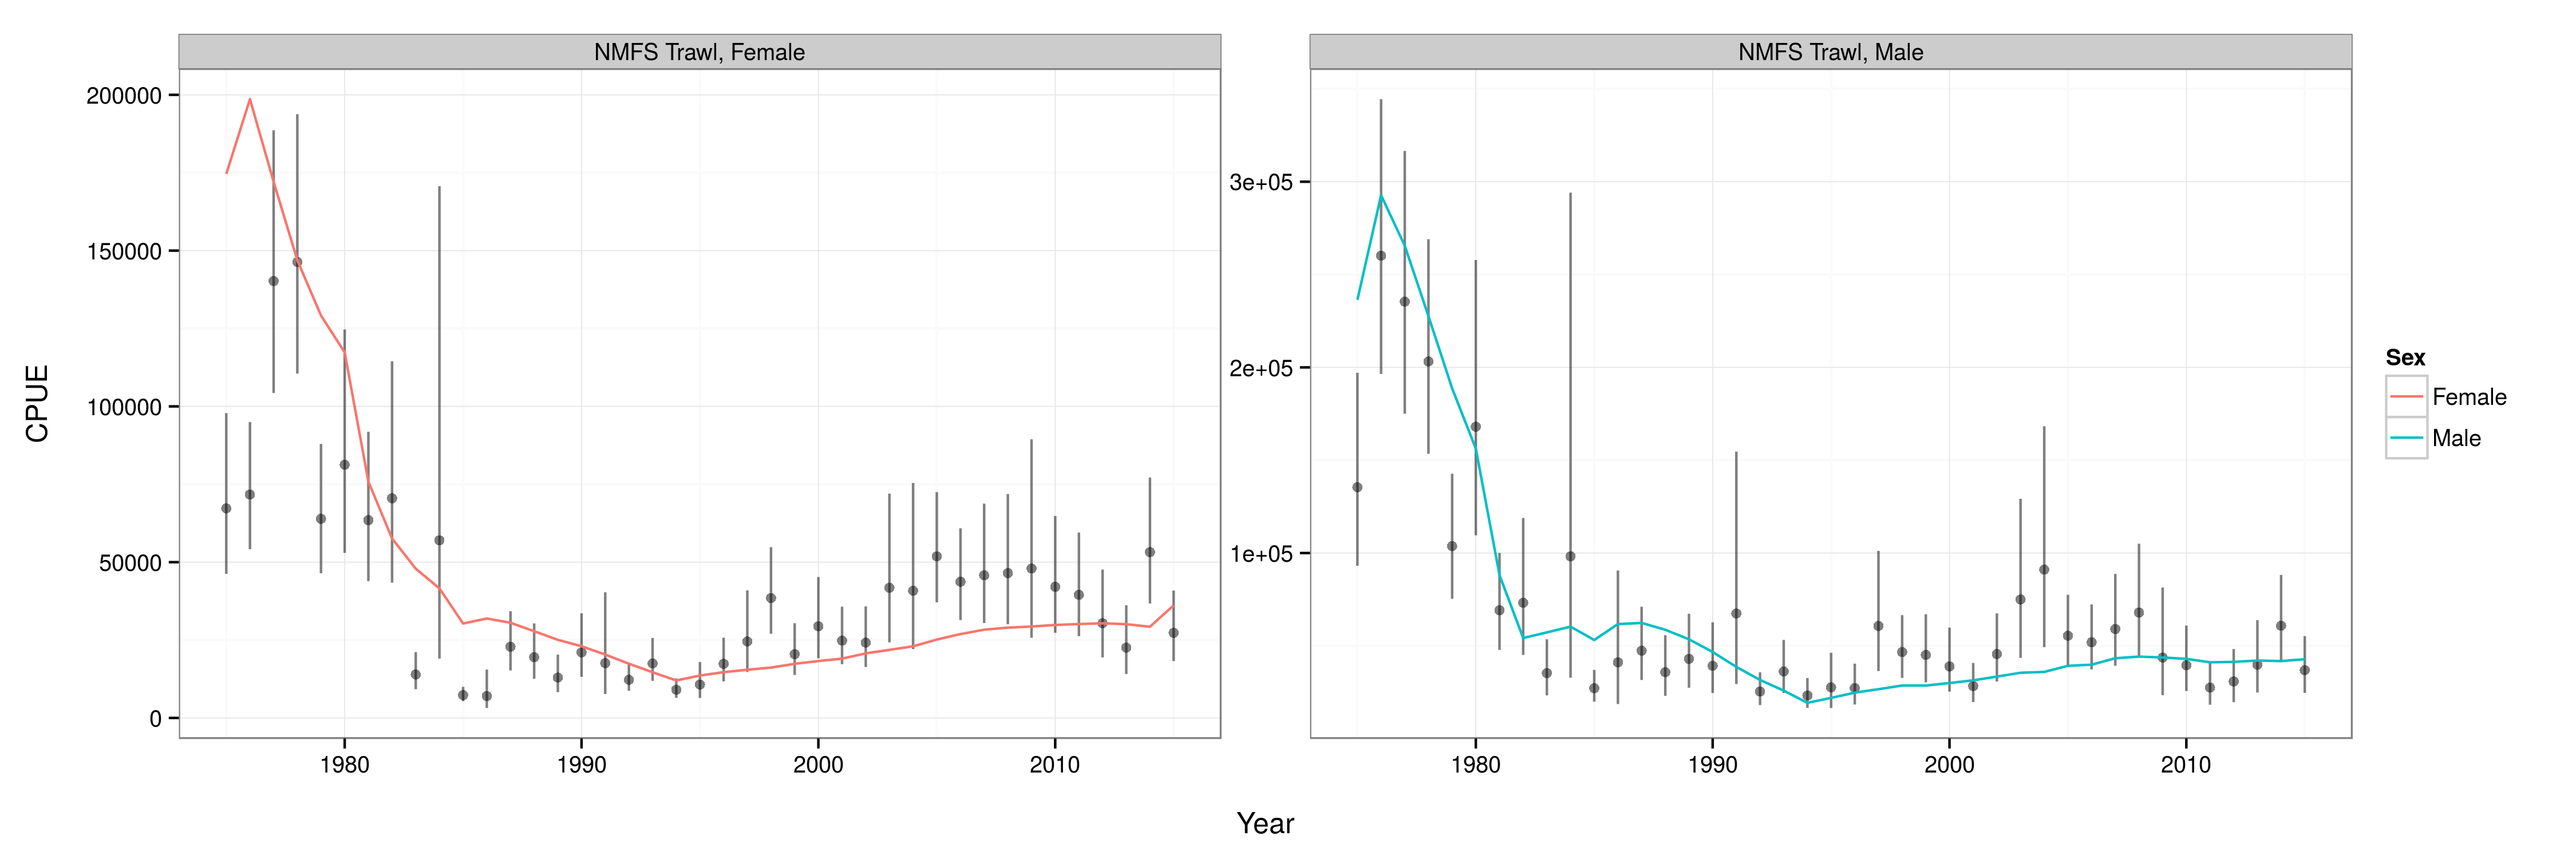 NMFS Trawl, Female
NMFS Trawl, Male
CPUE
200000
150000
100000
50000
0
3e+05
2e+05
1e+05
1980
1990
2000
2010
1980
1990
2000
2010
Year
Sex
Female
Male